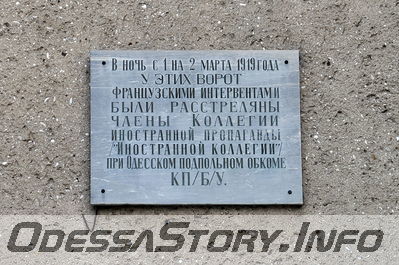 В ночь с 1 на 2 марта 1919 года
у этих ворот
французскими интервентами
были расстреляны
члены Коллегии
иностранной пропаганды
/"Иностранной коллегии"/
при Одесском подпольном обкоме
КП/б/У.
OdessaStory.Info